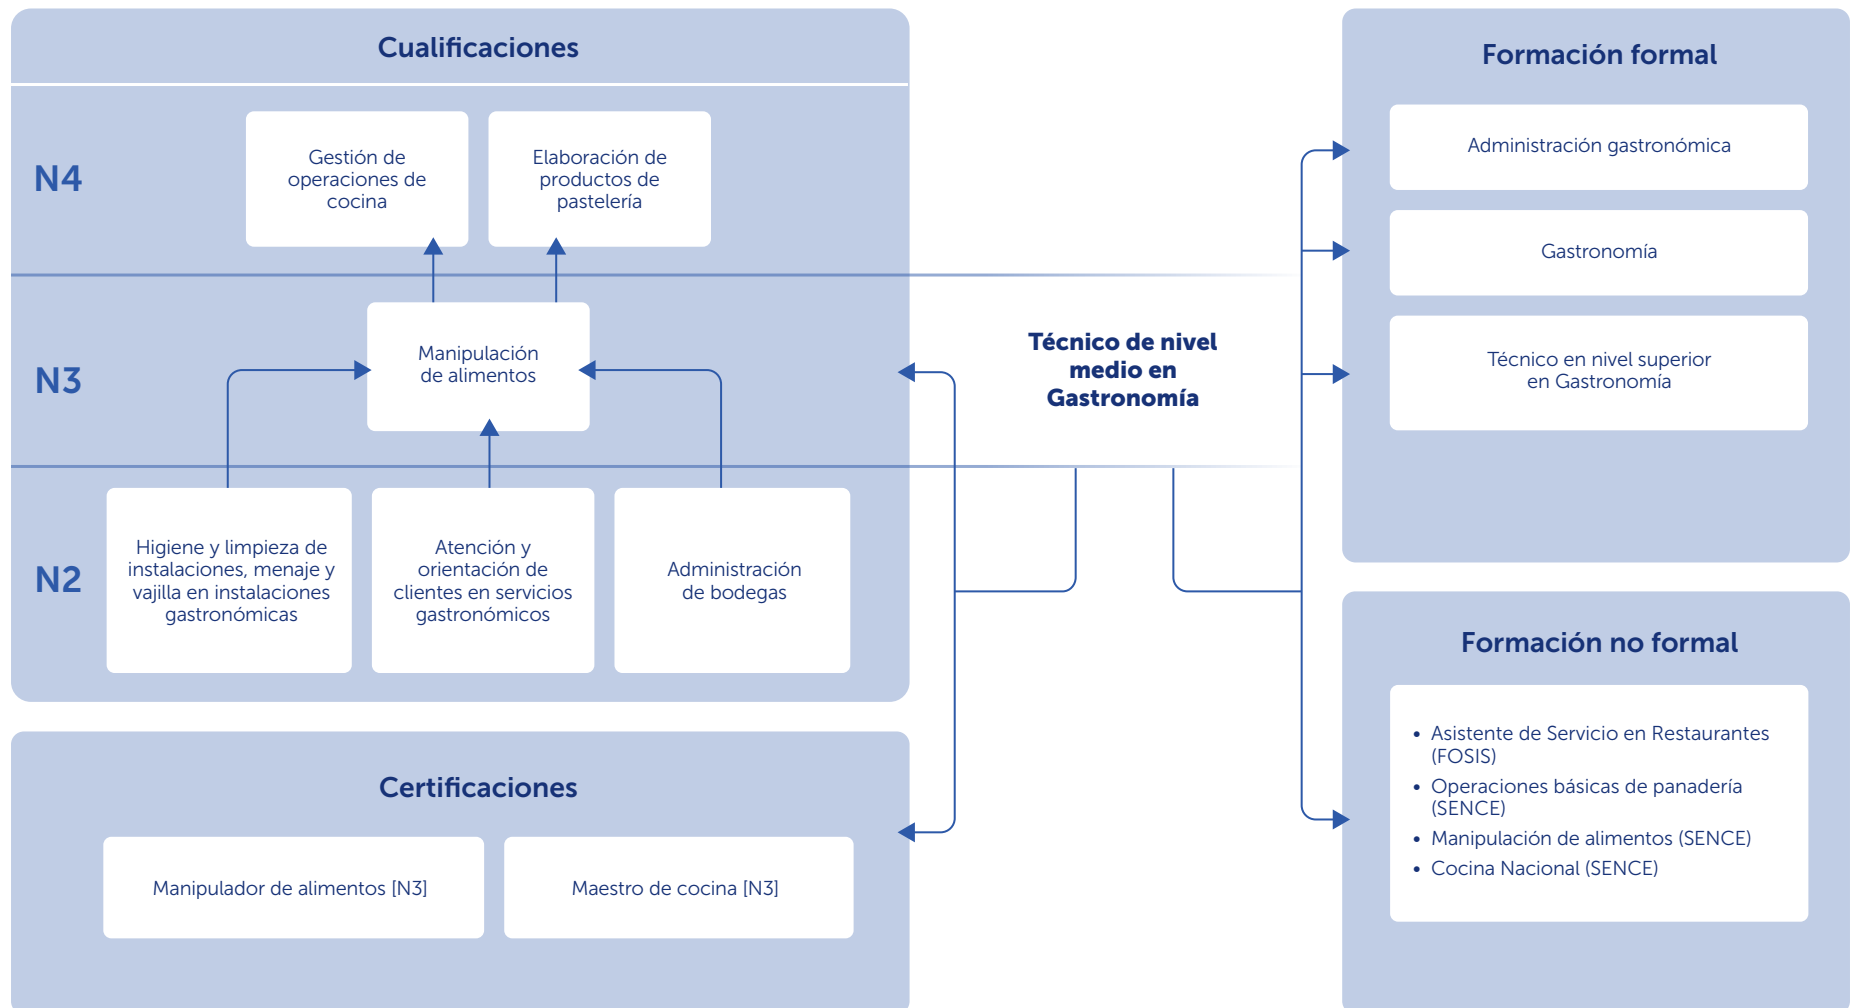 Cualificaciones
N4
Gestión de
operaciones de
cocina
Elaboración de
productos de
pastelería
N3
Manipulación
de alimentos
N2
Higiene y limpieza de
instalaciones, menaje y
vajilla en instalaciones
gastronómicas
Atención y
orientación de
clientes en servicios
gastronómicos
Administración
de bodegas
Certificaciones
Manipulador de alimentos [N3]
Maestro de cocina [N3]
Técnico de nivel
medio en
Gastronomía
Formación formal
Administración gastronómica
Gastronomía
Técnico en nivel superior
en Gastronomía
Formación no formal
• Asistente de Servicio en Restaurantes
(FOSIS)
• Operaciones básicas de panadería
(SENCE)
• Manipulación de alimentos (SENCE)
• Cocina Nacional (SENCE)